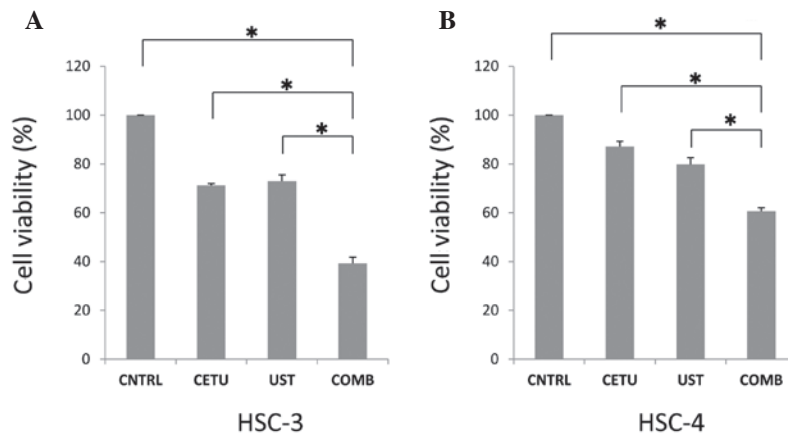 A
*
*
*
Cell viability (%)
120
100
80
60
40
20
0
CNTRL CETU UST COMB
HSC-3
B
*
*
*
Cell viability (%)
120
100
80
60
40
20
0
CNTRL CETU UST COMB
HSC-4